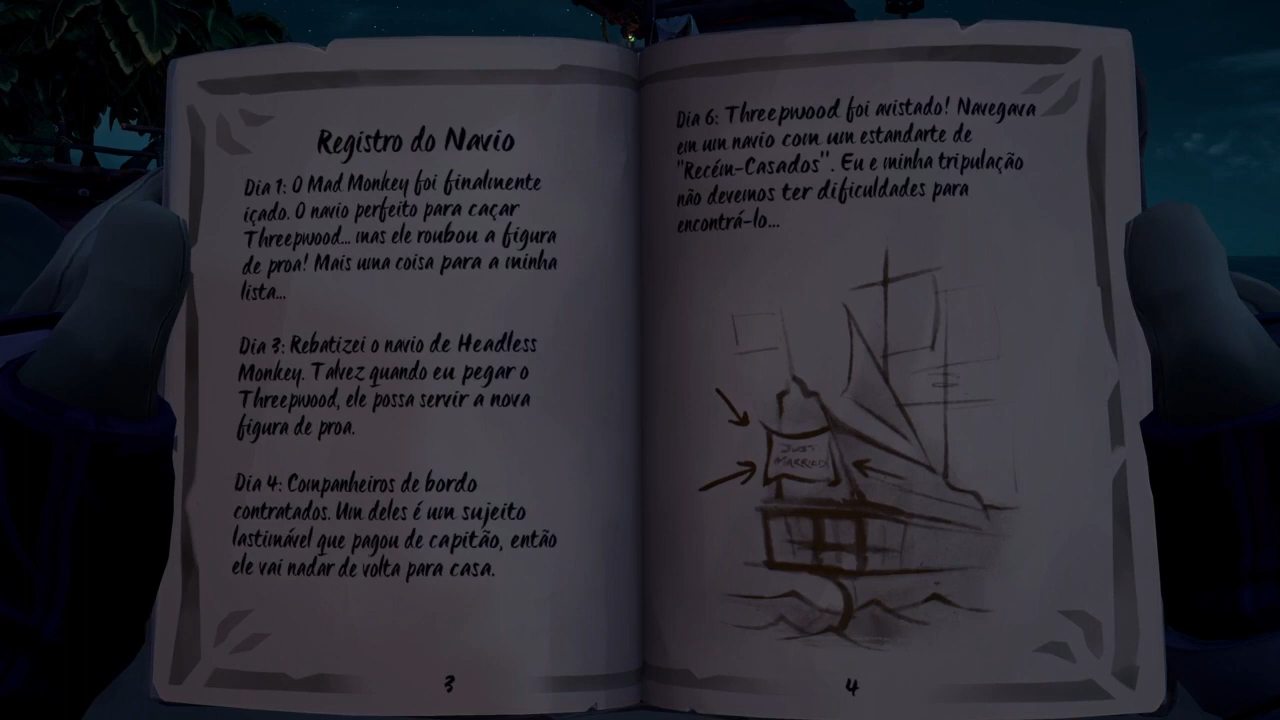 Registro do Navio
Dia 1: O Mad Monkey foi finalmente
içado. O navio perfeito para caçar
Threepwood... mas ele roubou a figura
de proa! Mais uma coisa para a minha
lista...
Dia 3: Rebatizei o navio de Headless
Monkey. Talvez quando eu pegar o
Threepwood, ele possa servir a nova
figura de proa.
Dia 4: Companheiros de bordo
contratados. Um deles é um sujeito
lastimável que pagou de capitão, então
ele vai nadar de volta para casa.
3
Dia 6: Threepwood foi avistado! Navegava
em um navio com um estandarte de
"Recém-Casados". Eu e minha tripulação
não devemos ter dificuldades para
encontrá-lo...
JUST
MARRIED!
4